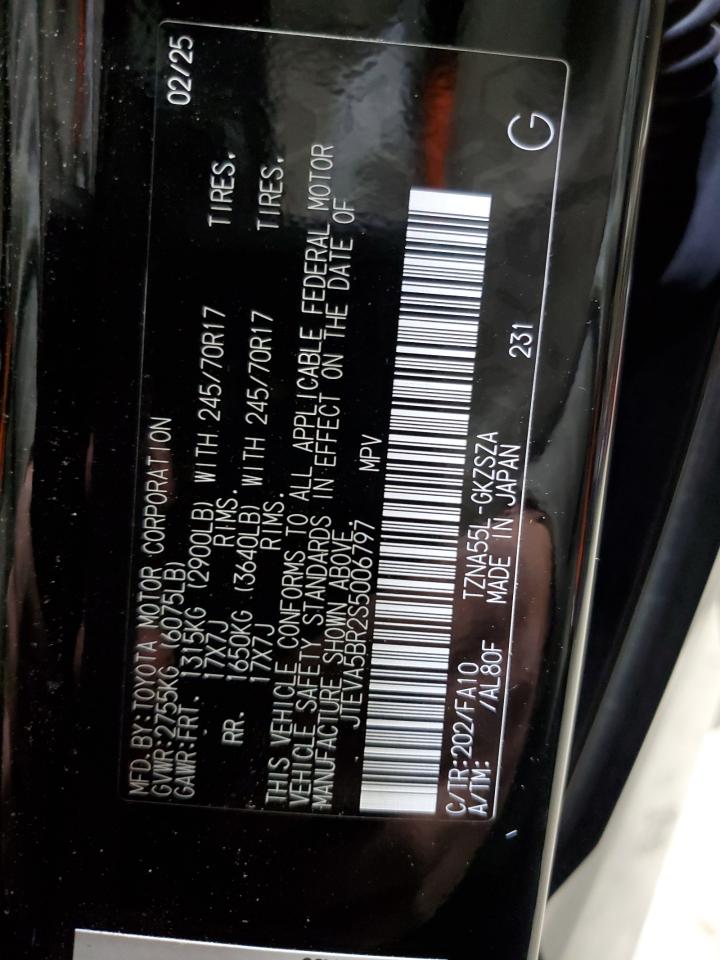 MFD. BY:TOYOTA MOTOR CORPORATION 02/25
GVWR:2755KG (6075LB)
GAWR:FRT. 1315KG (2900LB) WITH 245/70R17 TIRES,
17X7J RIMS.
RR. 1650KG (3640LB) WITH 245/70R17 TIRES,
17X7J RIMS.
THIS VEHICLE CONFORMS TO ALL APPLICABLE FEDERAL MOTOR
VEHICLE SAFETY STANDARDS IN EFFECT ON THE DATE OF
MANUFACTURE SHOWN ABOVE.
JTEVA5BR2S5006797 MPV
C/TR:202/FA10 TZNA55L-GKZSZA
A/TM: /AL80F MADE IN JAPAN 231 G